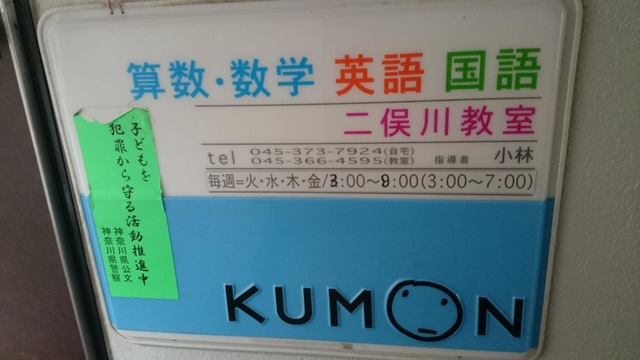 算数・数学 英語 国語
二俣川教室
tel 045-373-7924(自宅)
045-366-4595(教室) 指導者 小林
毎週=火・水・木・金/3:00～9:00(3:00～7:00)
子どもを
犯罪から守る活動推進中
神奈川県公文
神奈川県警察
KUMON